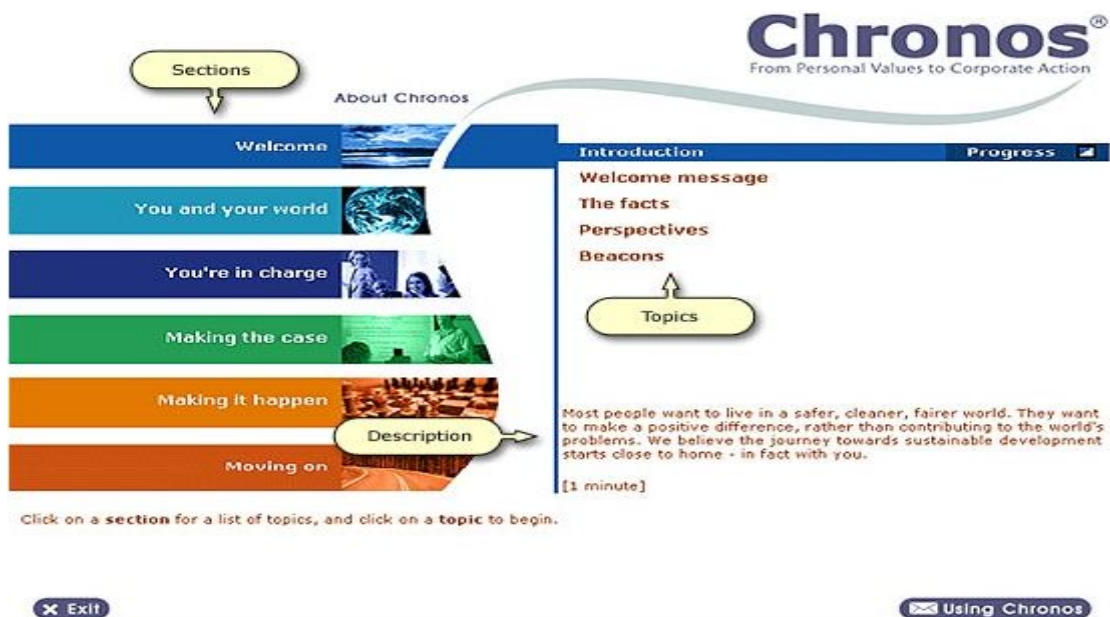 Chronos®
From Personal Values to Corporate Action
Sections
About Chronos
Welcome
You and your world
You're in charge
Making the case
Making it happen
Moving on
Introduction
Progress
Welcome message
The facts
Perspectives
Beacons
Topics
Description
Most people want to live in a safer, cleaner, fairer world. They want
to make a positive difference, rather than contributing to the world's
problems. We believe the journey towards sustainable development
starts close to home - in fact with you.
[1 minute]
Click on a section for a list of topics, and click on a topic to begin.
X Exit
Using Chronos